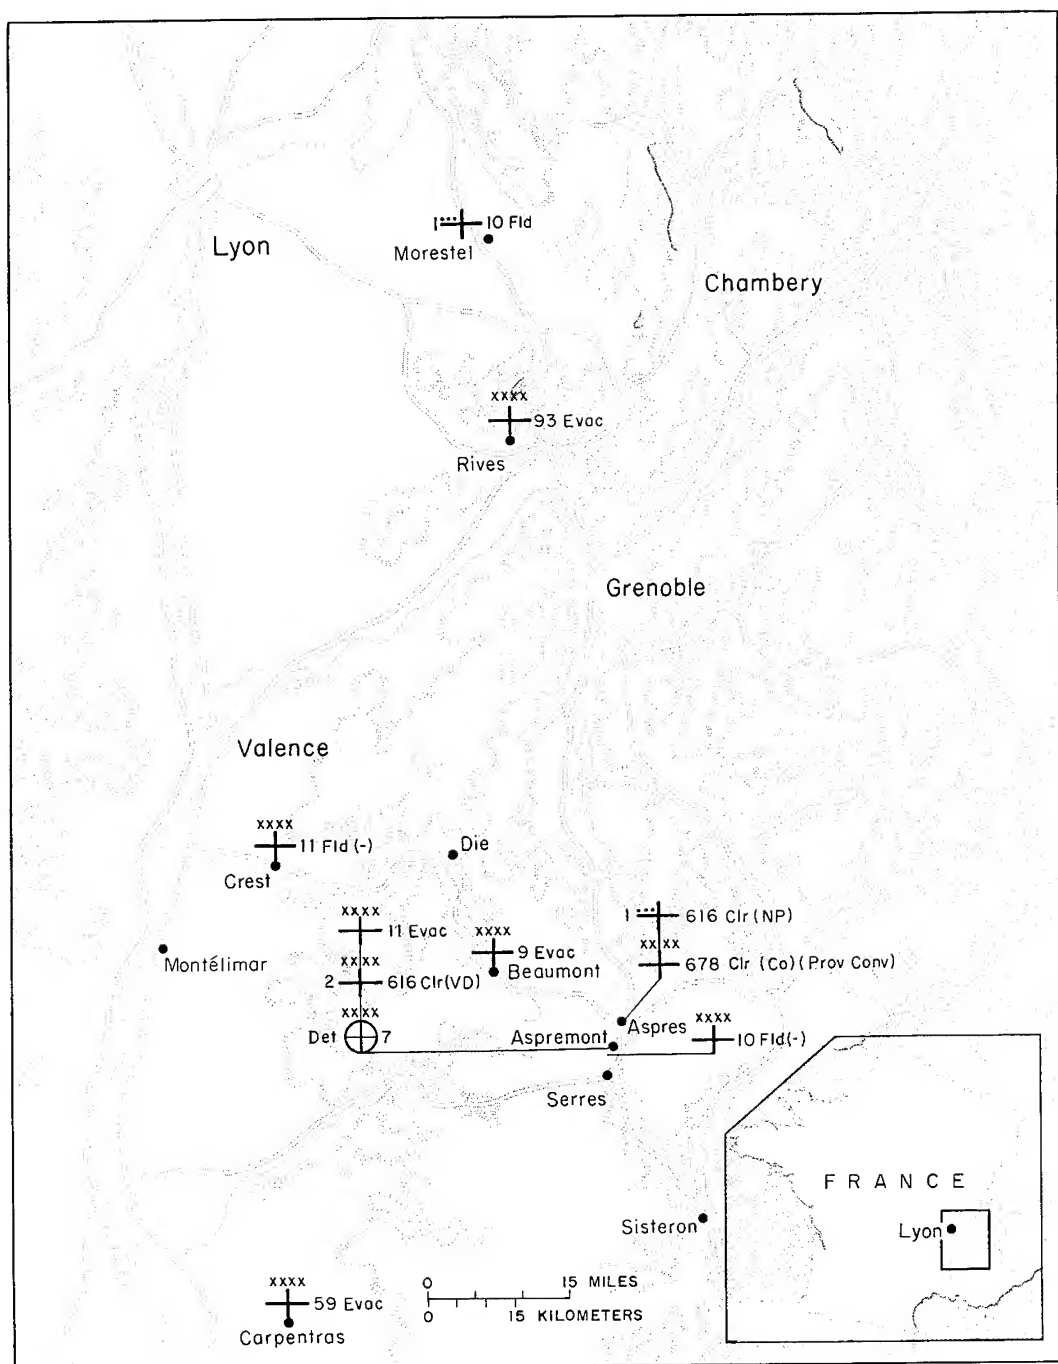 1 10 Fld
Lyon
Morestel
Chambery
xxxx
93 Evac
Rives
Grenoble
Valence
xxxx
11 Fld (-)
Crest
Die
xxxx
11 Evac
xxxx
9 Evac
Beaumont
1 616 Clr (NP)
xxxx
678 Clr (Co) (Prov Conv)
Montélimar
xxxx
2 616 Clr (VD)
xxxx
Det 7
Aspres
Aspremont
xxxx
10 Fld (-)
Serres
FRANCE
Lyon
Sisteron
xxxx
59 Evac
Carpentras
0 15 MILES
0 15 KILOMETERS